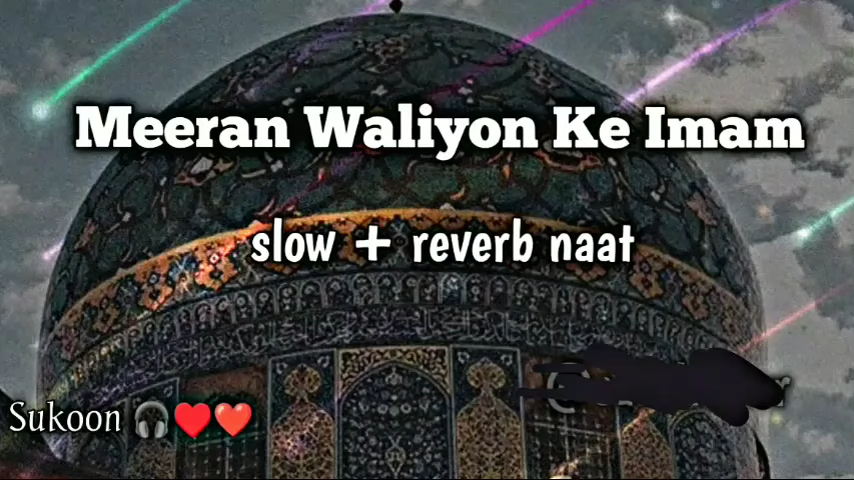 Meeran Waliyon Ke Imam
slow + reverb naat
Sukoon 🎧♥️❤️